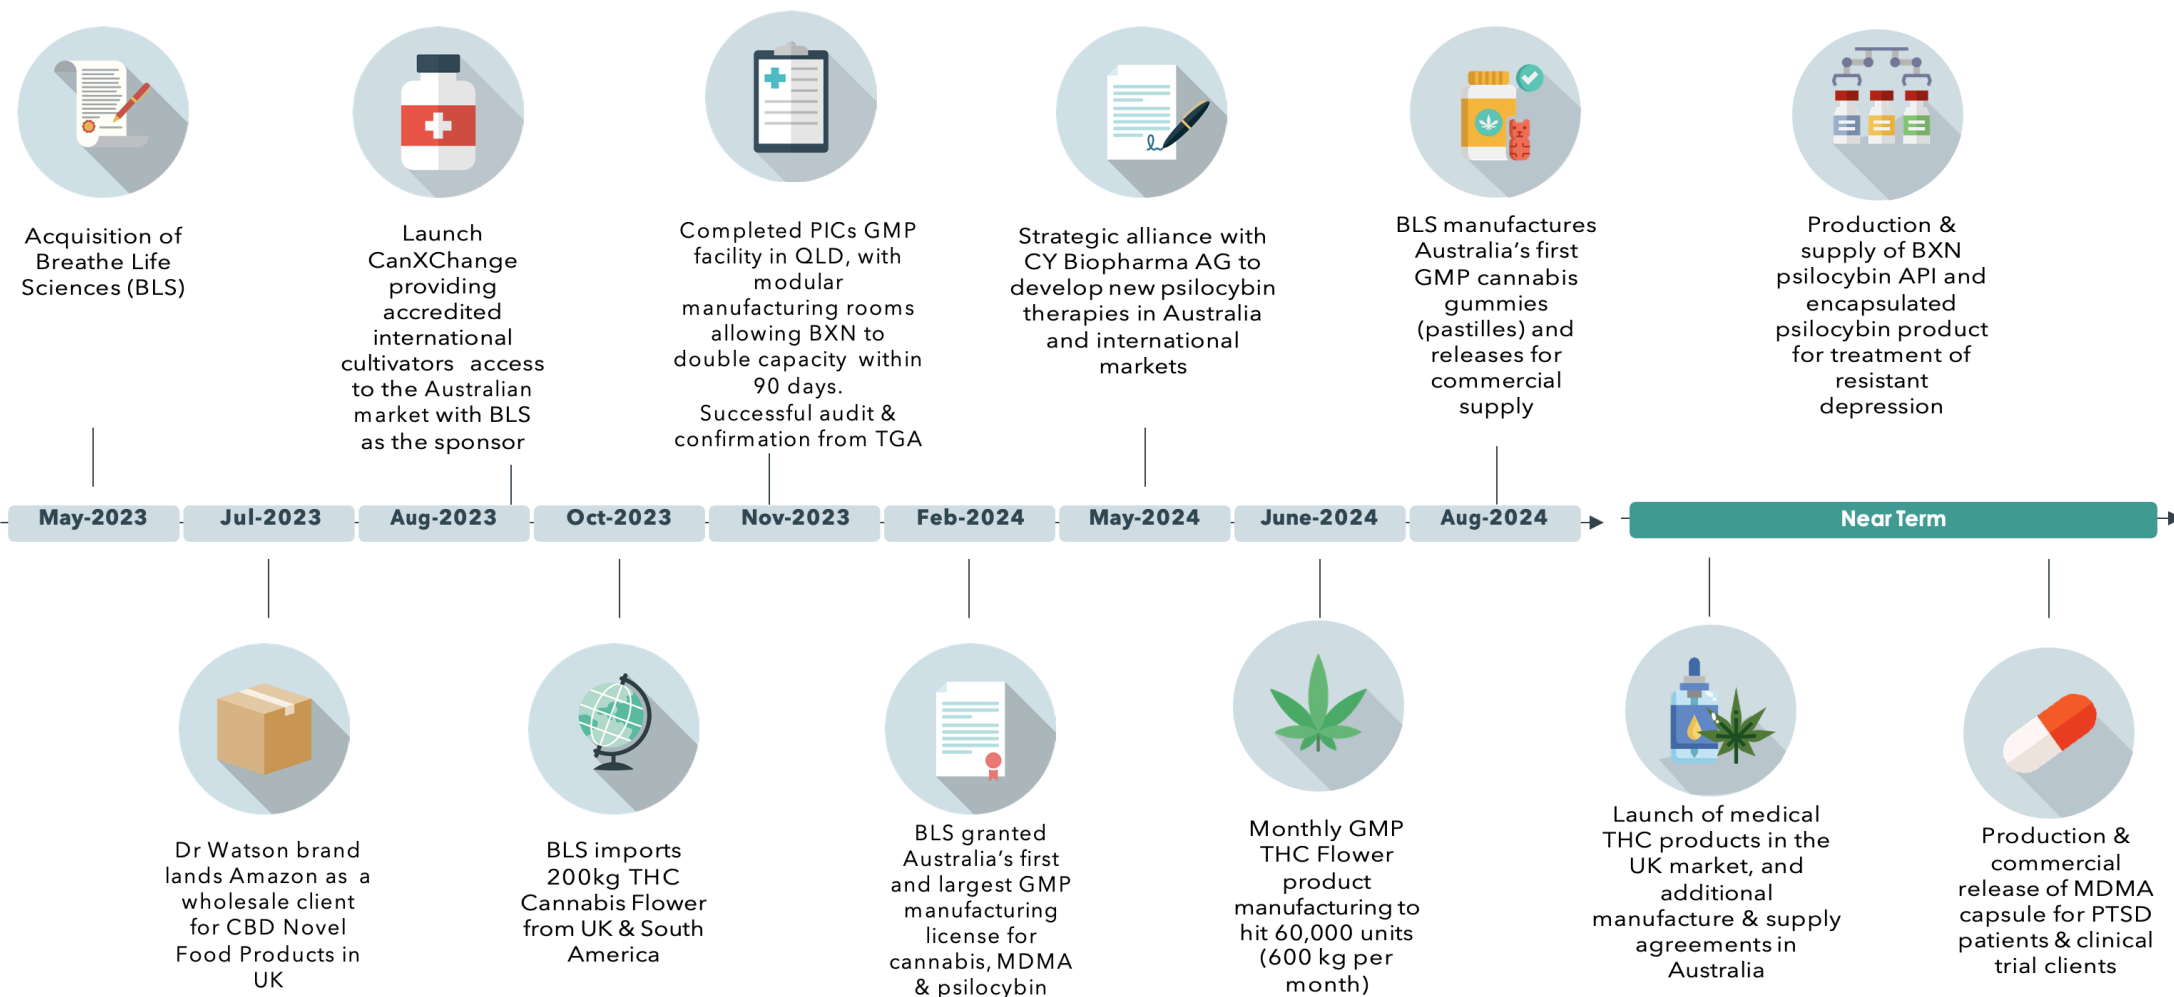 Acquisition of
Breathe Life
Sciences (BLS)
Launch
CanXChange
providing
accredited
international
cultivators access
to the Australian
market with BLS
as the sponsor
Completed PICs GMP
facility in QLD, with
modular
manufacturing rooms
allowing BXN to
double capacity within
90 days.
Successful audit &
confirmation from TGA
Strategic alliance with
CY Biopharma AG to
develop new psilocybin
therapies in Australia
and international
markets
BLS manufactures
Australia's first
GMP cannabis
gummies
(pastilles) and
releases for
commercial
supply
Production &
supply of BXN
psilocybin API and
encapsulated
psilocybin product
for treatment of
resistant
depression
May-2023
Jul-2023
Aug-2023
Oct-2023
Nov-2023
Feb-2024
May-2024
June-2024
Aug-2024
Near Term
Dr Watson brand
lands Amazon as a
wholesale client
for CBD Novel
Food Products in
UK
BLS imports
200kg THC
Cannabis Flower
from UK & South
America
BLS granted
Australia's first
and largest GMP
manufacturing
license for
cannabis, MDMA
& psilocybin
Monthly GMP
THC Flower
product
manufacturing to
hit 60,000 units
(600 kg per
month)
Launch of medical
THC products in the
UK market, and
additional
manufacture & supply
agreements in
Australia
Production &
commercial
release of MDMA
capsule for PTSD
patients & clinical
trial clients